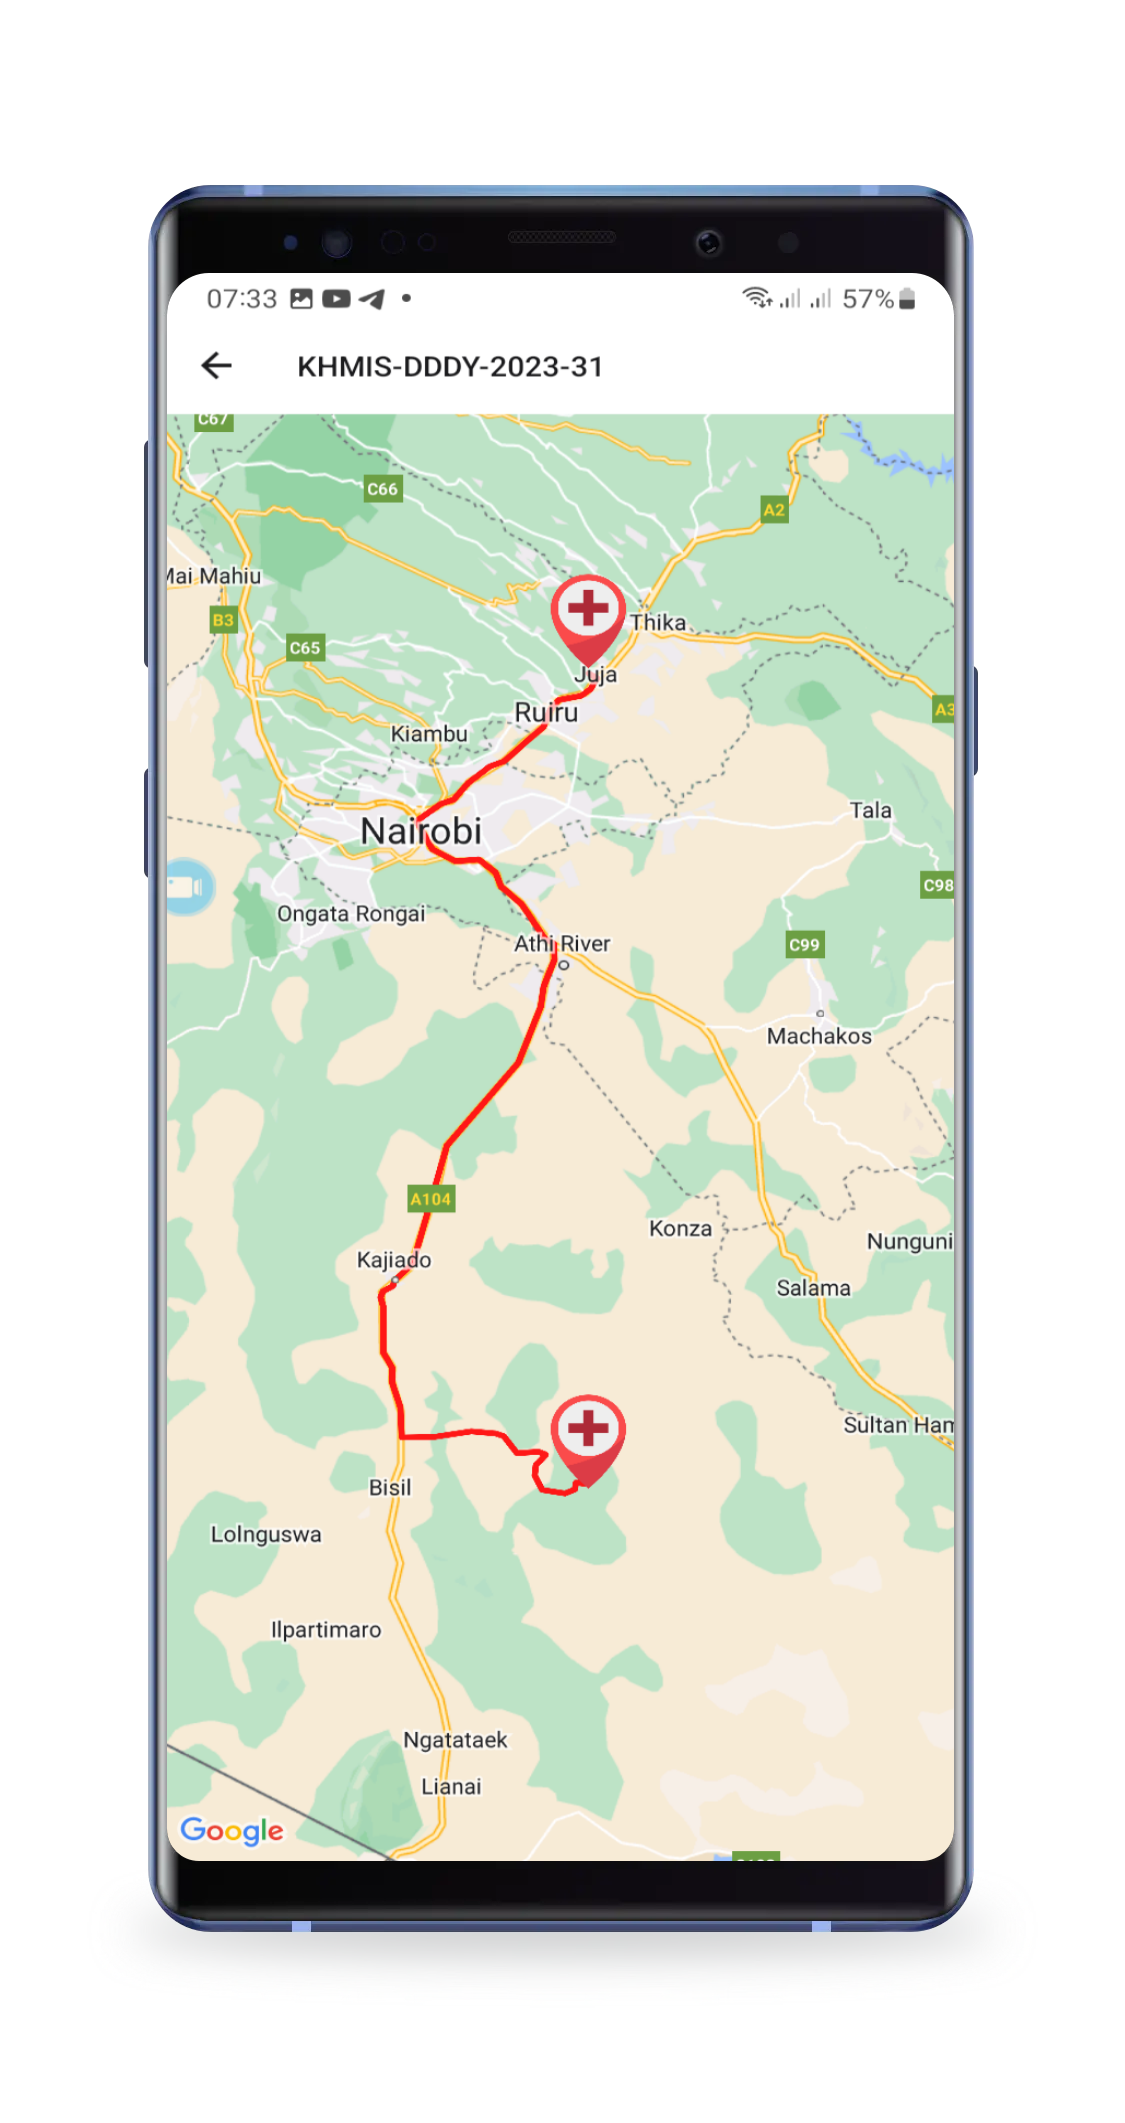 07:33
57%
KHMIS-DDDY-2023-31
C67
C66
A2
Mai Mahiu
B3
Thika
C65
Juja
A3
Ruiru
Kiambu
Tala
Nairobi
C98
Ongata Rongai
Athi River
C99
Machakos
A104
Konza
Nunguni
Kajiado
Salama
Sultan Ham
Bisil
Lolnguswa
Ilpartimaro
Ngatataek
Lianai
Google